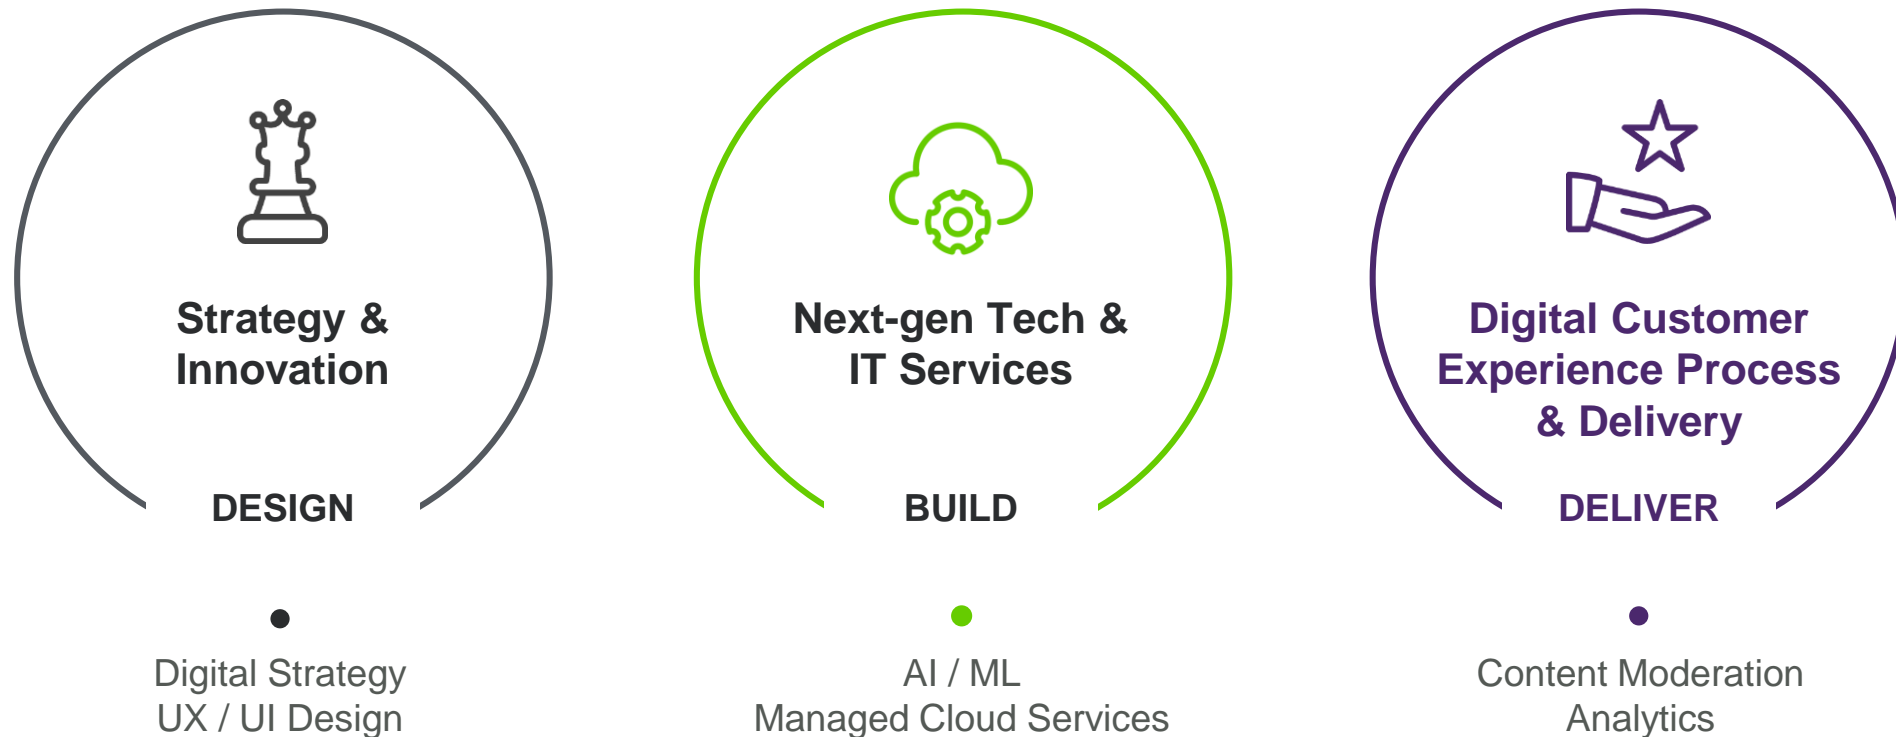 Strategy &
Innovation
DESIGN
Digital Strategy
UX / UI Design
Next-gen Tech &
IT Services
BUILD
AI / ML
Managed Cloud Services
Digital Customer
Experience Process
& Delivery
DELIVER
Content Moderation
Analytics